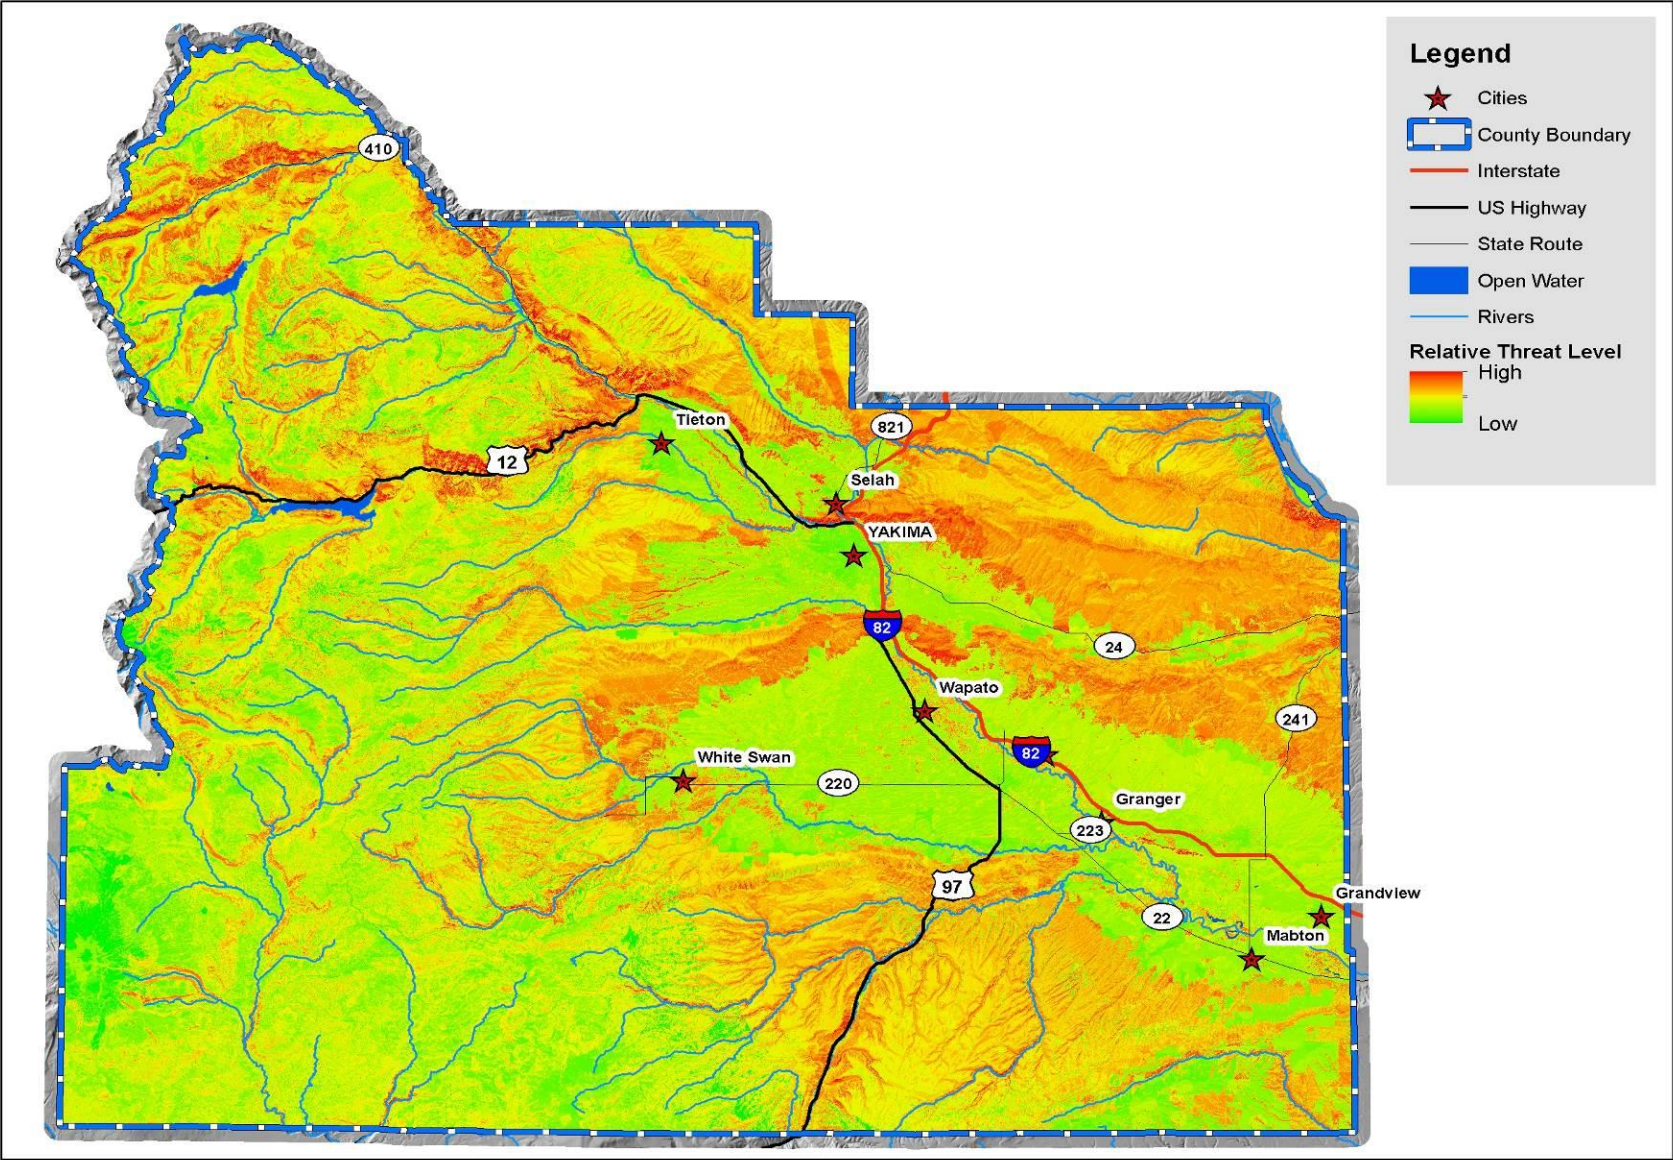 Legend
Cities
County Boundary
Interstate
US Highway
State Route
Open Water
Rivers
Relative Threat Level
High
Low
410
Tieton
821
12
Selah
YAKIMA
82
24
Wapato
241
82
White Swan
220
Granger
223
97
Grandview
22
Mabton